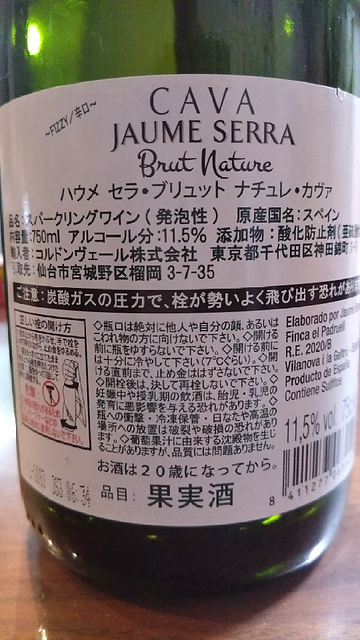 ~FIZZY/辛口~
CAVA
JAUME SERRA
Brut Nature
ハウメ セラ・ブリュット ナチュレ・カヴァ
品名:スパークリングワイン(発泡性) 原産国名:スペイン
内容量:750ml アルコール分:11.5% 添加物:酸化防止剤
輸入者:コルドンヴェール株式会社 東京都千代田区神田錦町
引取先:仙台市宮城野区榴岡 3-7-35
ご注意:炭酸ガスの圧力で、栓が勢いよく飛び出す恐れが
正しい栓の開け方
◇瓶口は絶対に他人や自分の顔、あるいは
こわれ物の方に向けないで下さい。◇開ける
前に瓶をゆすらないで下さい。◇開ける前に
は十分に冷やして下さい。(7℃ぐらい)。◇開
ける直前まで、止め金ははずさないで下さい。
◇開栓後は、決して再栓しないで下さい。◇
妊娠中や授乳期の飲酒は、胎児・乳児の
発育に悪影響を与える恐れがあります。◇
瓶への衝撃・冷凍保管・日なたなどの高温の
場所への放置は破裂や破損の恐れがあり
ます。◇葡萄果汁に由来する沈殿物を生じ
ることがありますが、品質には問題ありません。
お酒は20歳になってから。
品目: 果実酒
Elaborado por Jaume
Finca el Padruell
R.E. 2020/B
Vilanova i la Geltrú
Producto de España
Contiene Sulfitos
11,5% vol.
8 411277